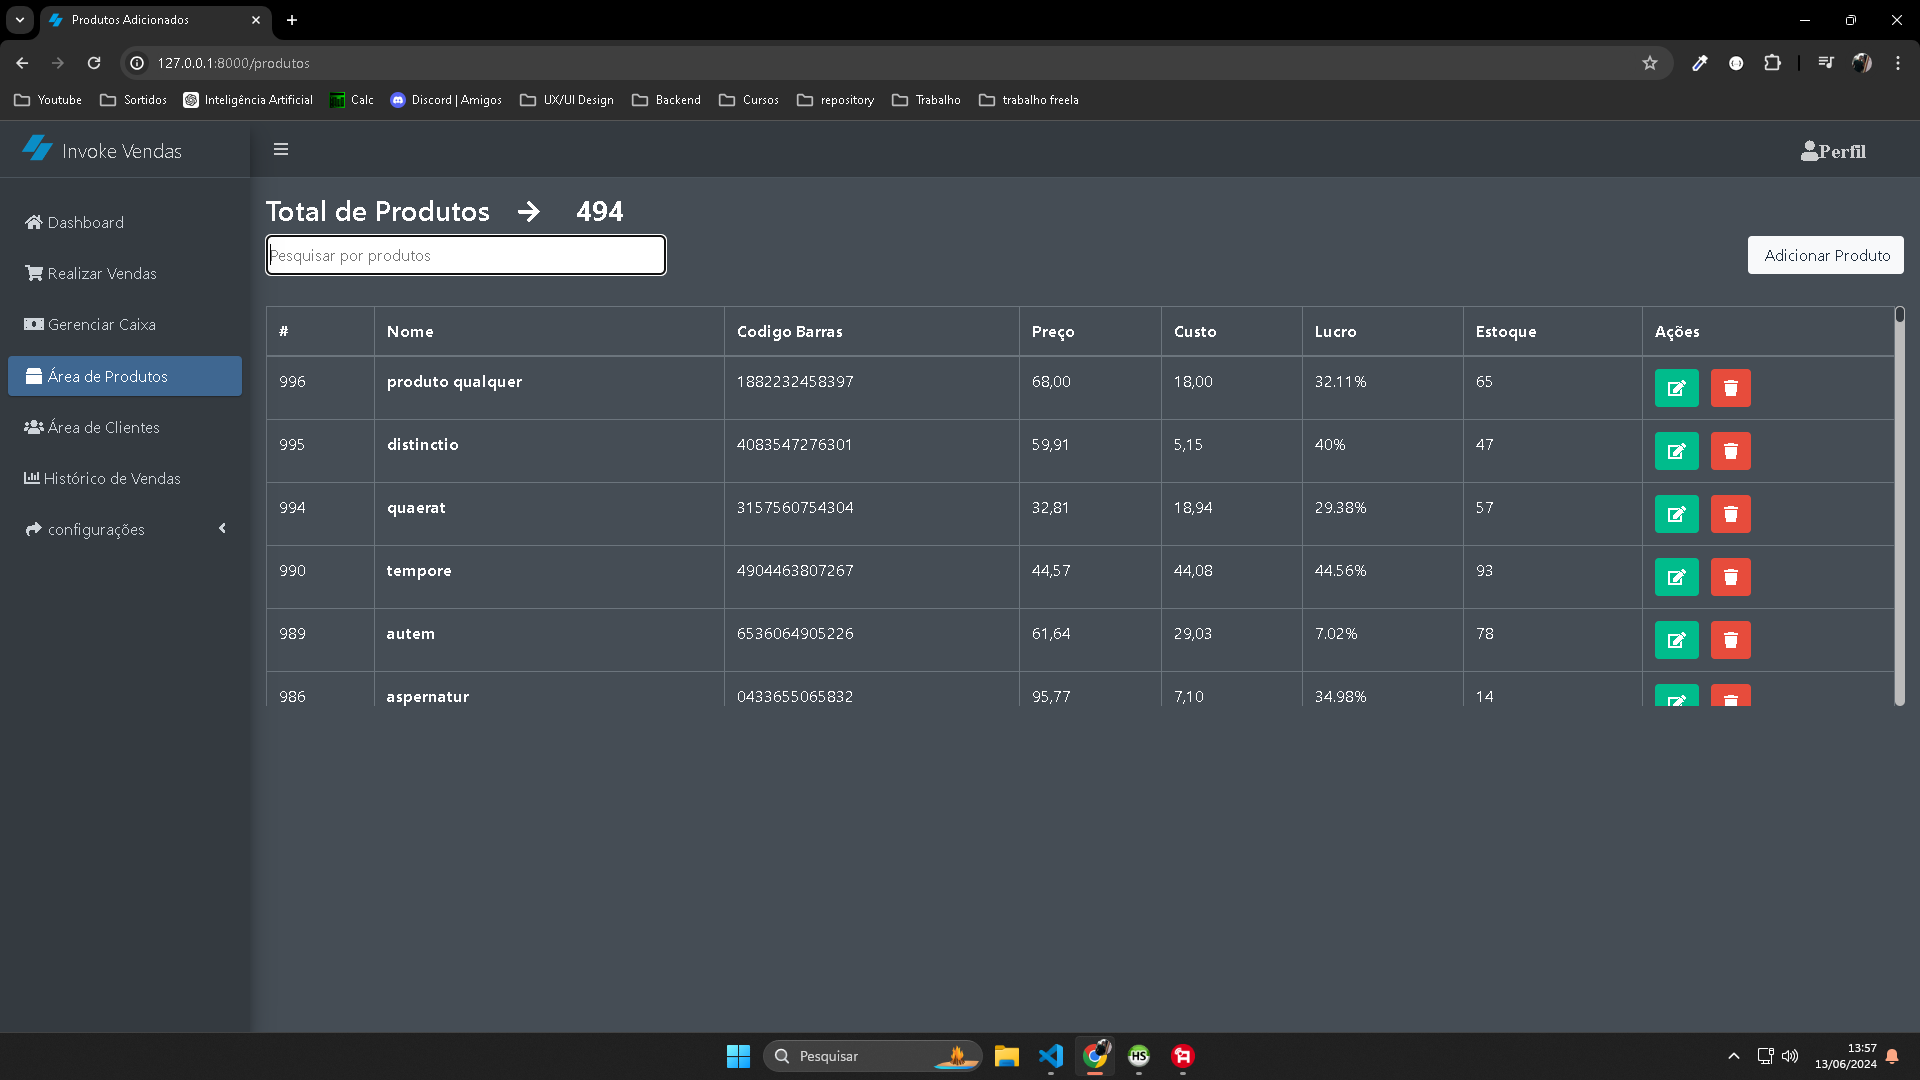 Produtos Adicionados
127.0.0.1:8000/produtos
Youtube Sortidos Inteligência Artificial Calc Discord | Amigos UX/UI Design Backend Cursos repository Trabalho trabalho freela
Invoke Vendas
Perfil
Dashboard
Realizar Vendas
Gerenciar Caixa
Área de Produtos
Área de Clientes
Histórico de Vendas
configurações
Total de Produtos → 494
Pesquisar por produtos
Adicionar Produto
# Nome Codigo Barras Preço Custo Lucro Estoque Ações
996 produto qualquer 1882232458397 68,00 18,00 32.11% 65
995 distinctio 4083547276301 59,91 5,15 40% 47
994 quaerat 3157560754304 32,81 18,94 29.38% 57
990 tempore 4904463807267 44,57 44,08 44.56% 93
989 autem 6536064905226 61,64 29,03 7.02% 78
986 aspernatur 0433655065832 95,77 7,10 34.98% 14
Pesquisar
HS
13:57
13/06/2024